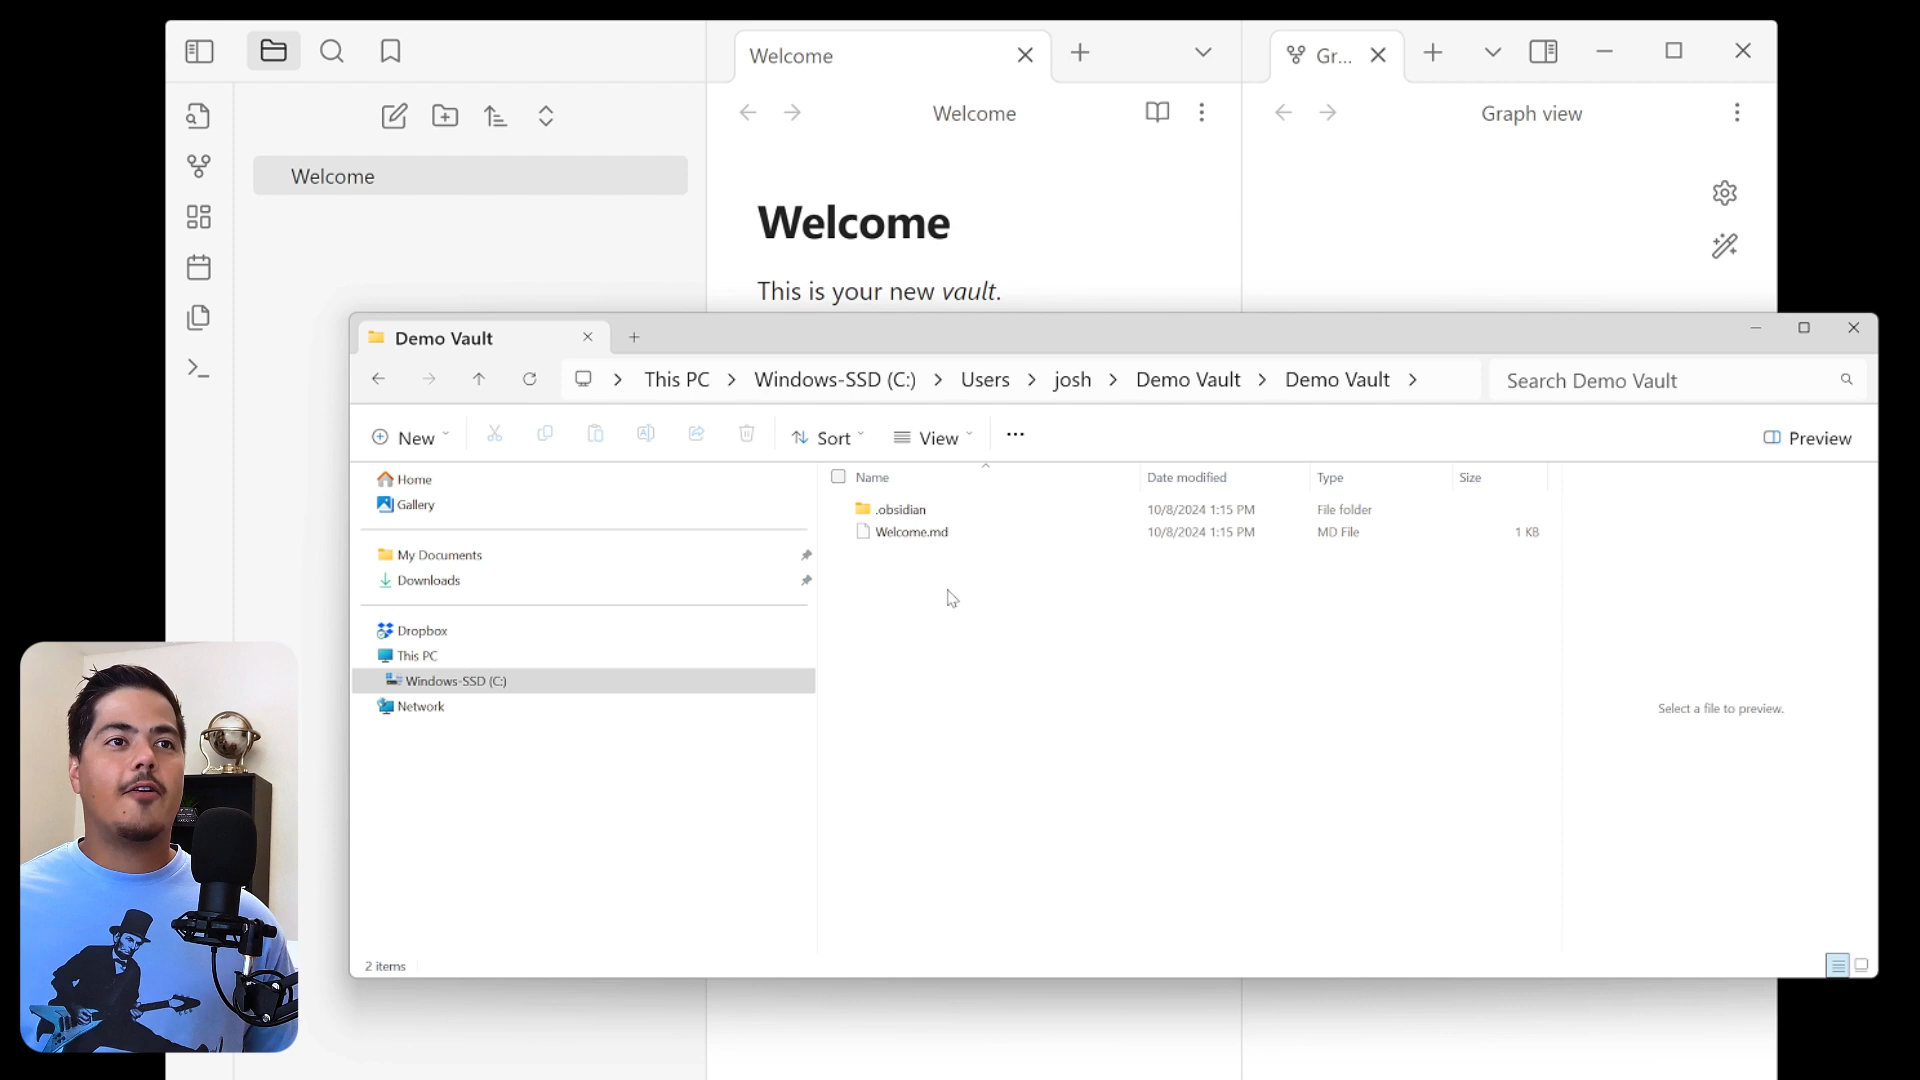 Welcome
Gr...
Welcome
Graph view
Welcome
Welcome
This is your new vault.
Demo Vault
This PC > Windows-SSD (C:) > Users > josh > Demo Vault > Demo Vault >
Search Demo Vault
New
Sort
View
...
Preview
Home
Gallery
My Documents
Downloads
Dropbox
This PC
Windows-SSD (C:)
Network
Name Date modified Type Size
.obsidian 10/8/2024 1:15 PM File folder
Welcome.md 10/8/2024 1:15 PM MD File 1 KB
Select a file to preview.
2 items